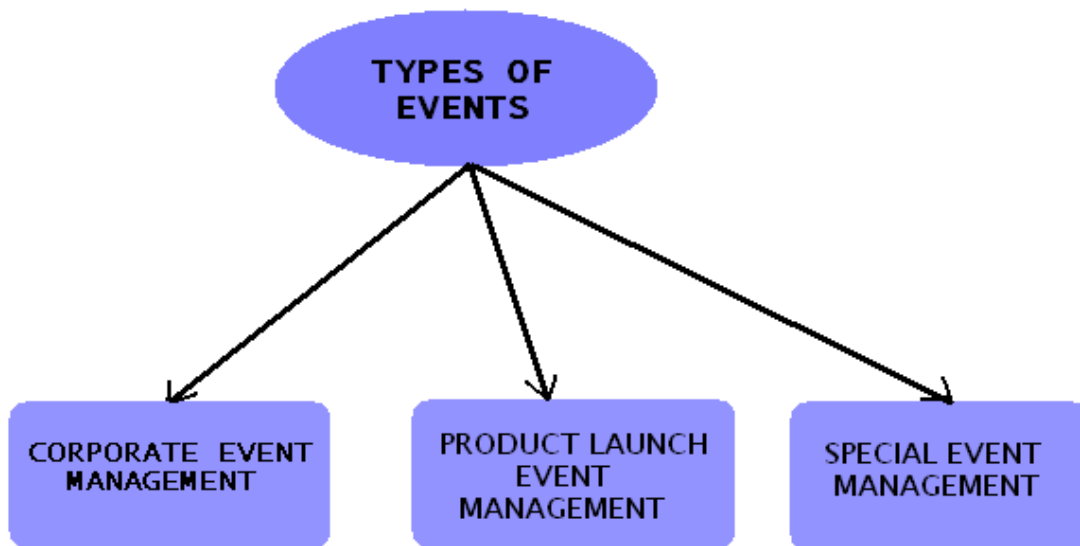 TYPES OF
EVENTS
CORPORATE EVENT
MANAGEMENT
PRODUCT LAUNCH
EVENT
MANAGEMENT
SPECIAL EVENT
MANAGEMENT